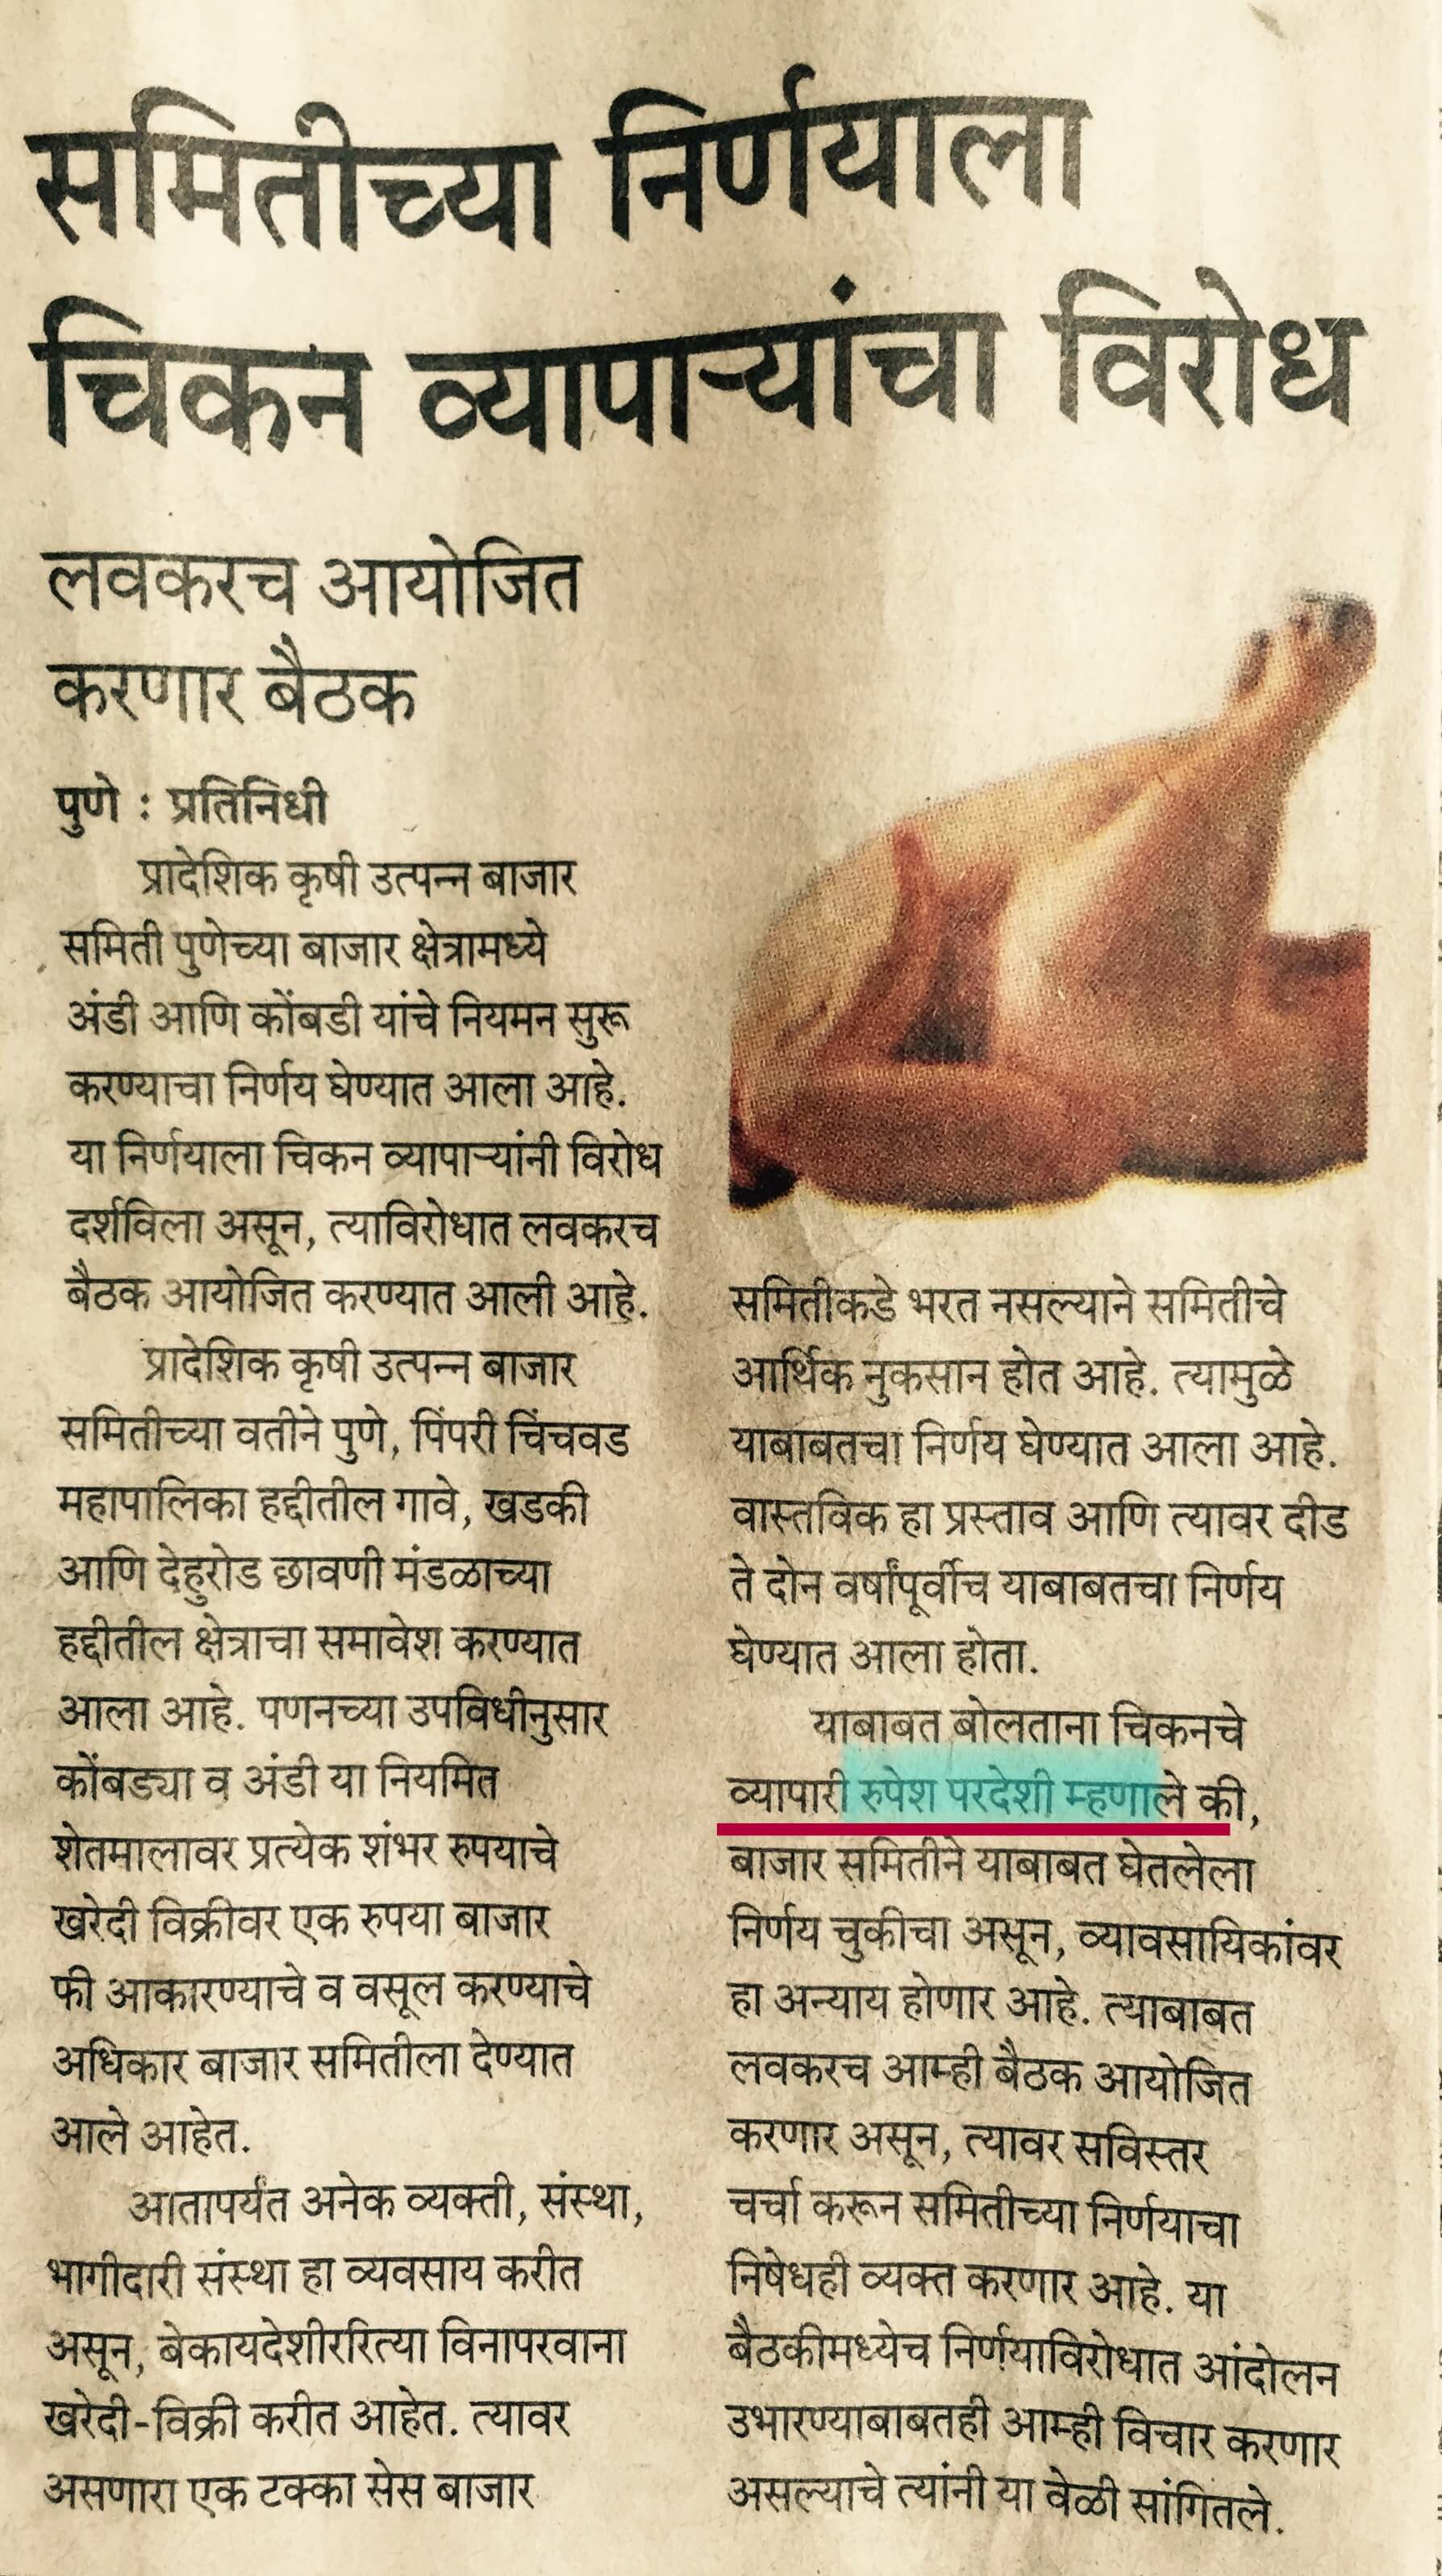 समितीच्या निर्णयाला
चिकन व्यापाऱ्यांचा विरोध
लवकरच आयोजित
करणार बैठक
पुणे : प्रतिनिधी
प्रादेशिक कृषी उत्पन्न बाजार
समिती पुणेच्या बाजार क्षेत्रामध्ये
अंडी आणि कोंबडी यांचे नियमन सुरू
करण्याचा निर्णय घेण्यात आला आहे.
या निर्णयाला चिकन व्यापाऱ्यांनी विरोध
दर्शविला असून, त्याविरोधात लवकरच
बैठक आयोजित करण्यात आली आहे.
प्रादेशिक कृषी उत्पन्न बाजार
समितीच्या वतीने पुणे, पिंपरी चिंचवड
महापालिका हद्दीतील गावे, खडकी
आणि देहुरोड छावणी मंडळाच्या
हद्दीतील क्षेत्राचा समावेश करण्यात
आला आहे. पणनच्या उपविधीनुसार
कोंबड्या व अंडी या नियमित
शेतमालावर प्रत्येक शंभर रुपयाचे
खरेदी विक्रीवर एक रुपया बाजार
फी आकारण्याचे व वसूल करण्याचे
अधिकार बाजार समितीला देण्यात
आले आहेत.
आतापर्यंत अनेक व्यक्ती, संस्था,
भागीदारी संस्था हा व्यवसाय करीत
असून, बेकायदेशीररित्या विनापरवाना
खरेदी-विक्री करीत आहेत. त्यावर
असणारा एक टक्का सेस बाजार
समितीकडे भरत नसल्याने समितीचे
आर्थिक नुकसान होत आहे. त्यामुळे
याबाबतचा निर्णय घेण्यात आला आहे.
वास्तविक हा प्रस्ताव आणि त्यावर दीड
ते दोन वर्षांपूर्वीच याबाबतचा निर्णय
घेण्यात आला होता.
याबाबत बोलताना चिकनचे
व्यापारी रुपेश परदेशी म्हणाले की,
बाजार समितीने याबाबत घेतलेला
निर्णय चुकीचा असून, व्यावसायिकांवर
हा अन्याय होणार आहे. त्याबाबत
लवकरच आम्ही बैठक आयोजित
करणार असून, त्यावर सविस्तर
चर्चा करून समितीच्या निर्णयाचा
निषेधही व्यक्त करणार आहे. या
बैठकीमध्येच निर्णयाविरोधात आंदोलन
उभारण्याबाबतही आम्ही विचार करणार
असल्याचे त्यांनी या वेळी सांगितले.